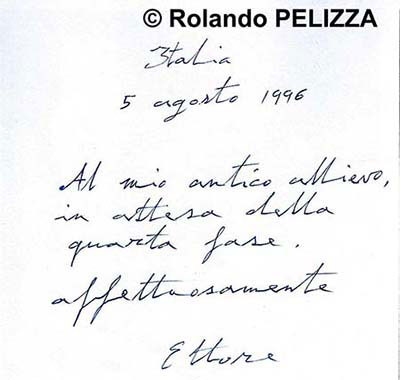 © Rolando PELIZZA
Italia
5 agosto 1996
Al mio antico allievo,
in attesa della
quarta fase.
affettuosamente
Ettore